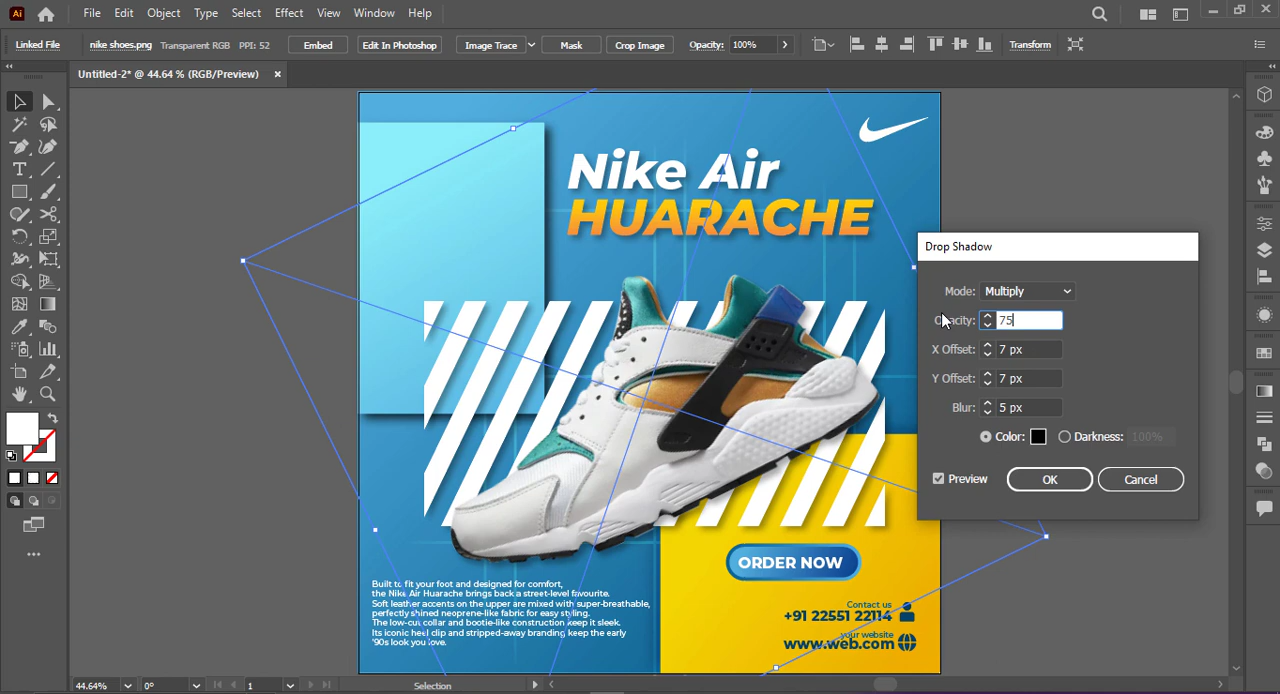 Ai
File Edit Object Type Select Effect View Window Help
Linked File nike shoes.png Transparent RGB PPI: 52 Embed Edit In Photoshop Image Trace Mask Crop Image Opacity: 100% Transform
Untitled-2* @ 44.64 % (RGB/Preview) ×
Nike Air
HUARACHE
Drop Shadow
Mode: Multiply
Opacity: 75
X Offset: 7 px
Y Offset: 7 px
Blur: 5 px
Color: Darkness: 100%
Preview OK Cancel
ORDER NOW
Built to fit your foot and designed for comfort,
the Nike Air Huarache brings back a street-level favourite.
Soft leather accents on the upper are mixed with super-breathable,
perfectly shined neoprene-like fabric for easy styling.
The low-cut collar and bootie-like construction keep it sleek.
Its iconic heel clip and stripped-away branding keep the early
'90s look you love.
Contact us
+91 22551 22114
your website
www.web.com
44.64% 0° 1 Selection